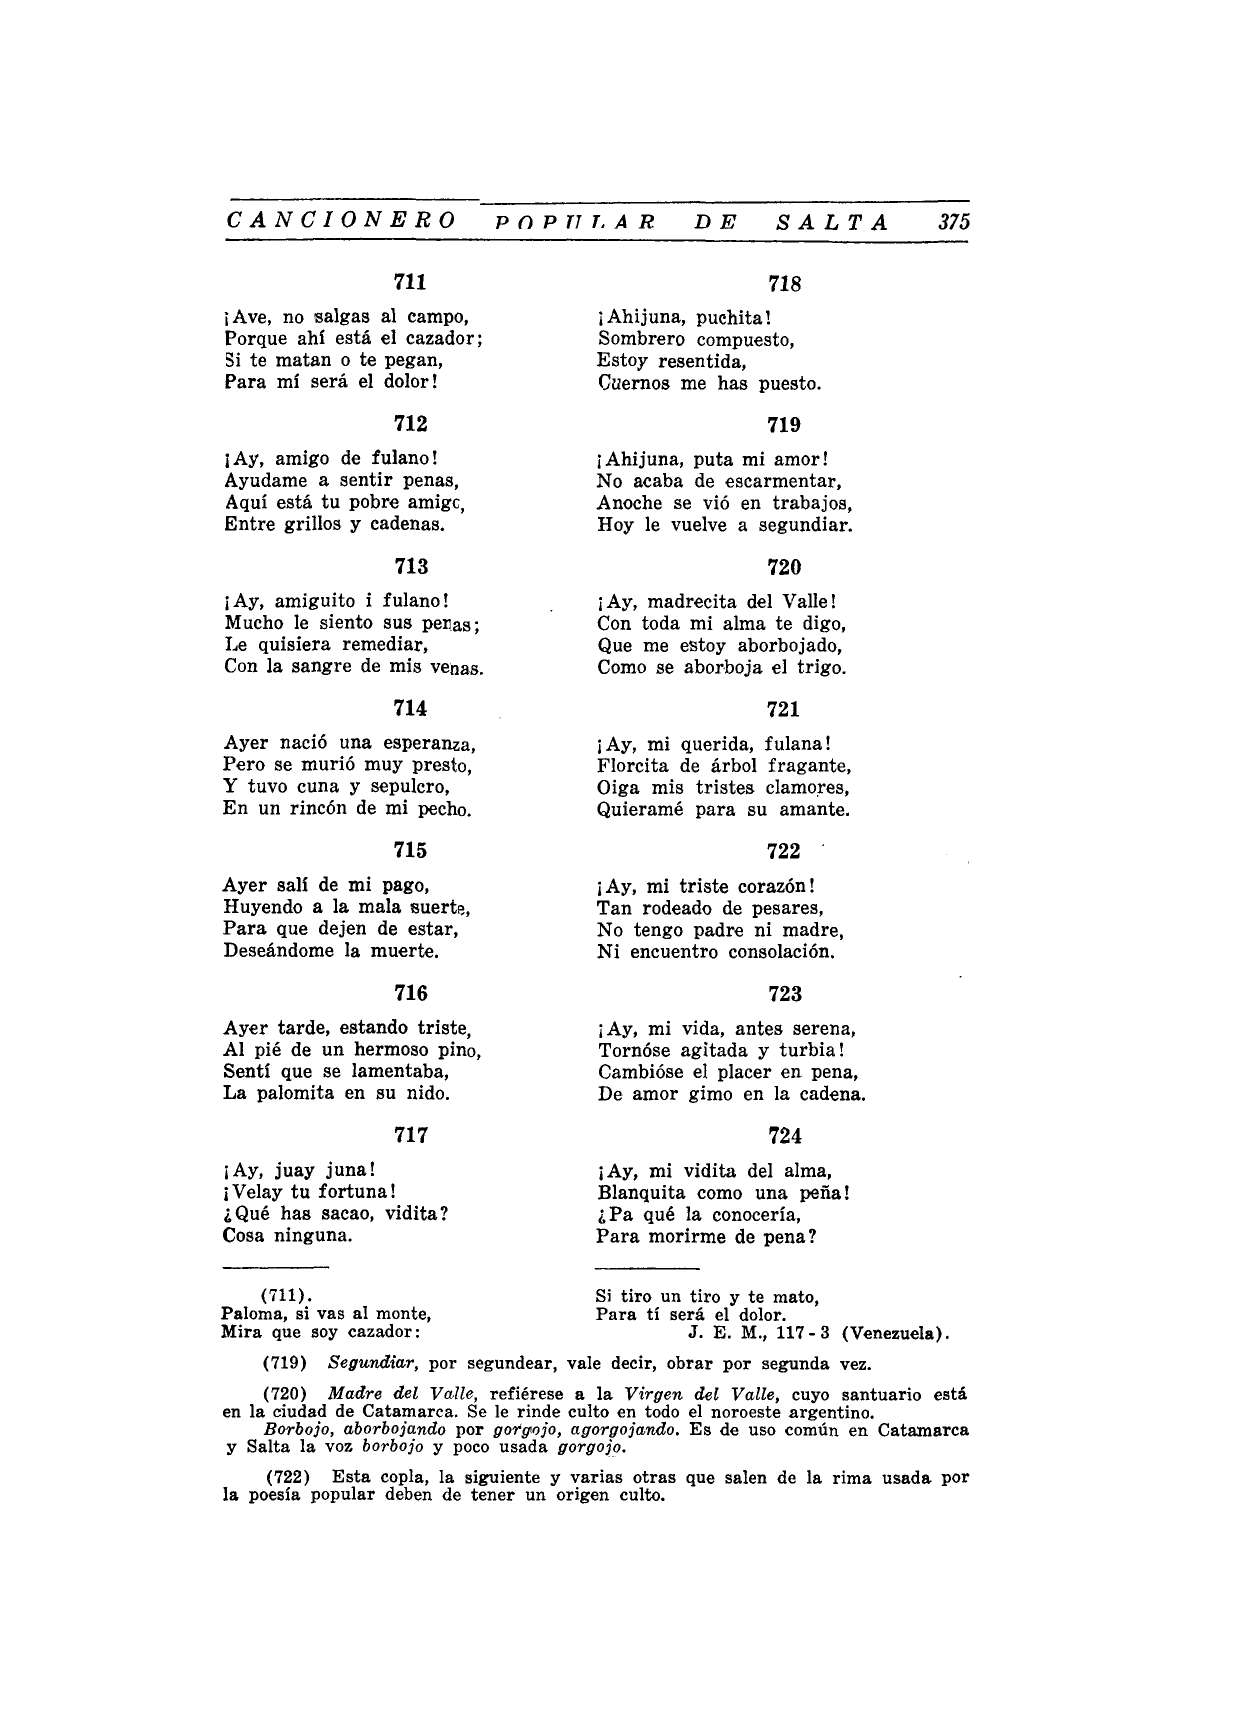 CANCIONERO POPULAR DE SALTA 375
711
¡Ave, no salgas al campo,
Porque ahí está el cazador;
Si te matan o te pegan,
Para mí será el dolor!
712
¡Ay, amigo de fulano!
Ayudame a sentir penas,
Aquí está tu pobre amigo,
Entre grillos y cadenas.
713
¡Ay, amiguito i fulano!
Mucho le siento sus penas;
Le quisiera remediar,
Con la sangre de mis venas.
714
Ayer nació una esperanza,
Pero se murió muy presto,
Y tuvo cuna y sepulcro,
En un rincón de mi pecho.
715
Ayer salí de mi pago,
Huyendo a la mala suerte,
Para que dejen de estar,
Deseándome la muerte.
716
Ayer tarde, estando triste,
Al pié de un hermoso pino,
Sentí que se lamentaba,
La palomita en su nido.
717
¡Ay, juay juna!
¡Velay tu fortuna!
¿Qué has sacao, vidita?
Cosa ninguna.
718
¡Ahijuna, puchita!
Sombrero compuesto,
Estoy resentida,
Cuernos me has puesto.
719
¡Ahijuna, puta mi amor!
No acaba de escarmentar,
Anoche se vió en trabajos,
Hoy le vuelve a segundiar.
720
¡Ay, madrecita del Valle!
Con toda mi alma te digo,
Que me estoy aborbojado,
Como se aborboja el trigo.
721
¡Ay, mi querida, fulana!
Florcita de árbol fragante,
Oiga mis tristes clamores,
Quieramé para su amante.
722
¡Ay, mi triste corazón!
Tan rodeado de pesares,
No tengo padre ni madre,
Ni encuentro consolación.
723
¡Ay, mi vida, antes serena,
Tornóse agitada y turbia!
Cambióse el placer en pena,
De amor gimo en la cadena.
724
¡Ay, mi vidita del alma,
Blanquita como una peña!
¿Pa qué la conocería,
Para morirme de pena?
(711).
Paloma, si vas al monte,
Mira que soy cazador:
Si tiro un tiro y te mato,
Para tí será el dolor.
J. E. M., 117-3 (Venezuela).
(719) Segundiar, por segundear, vale decir, obrar por segunda vez.
(720) Madre del Valle, refiérese a la Virgen del Valle, cuyo santuario está
en la ciudad de Catamarca. Se le rinde culto en todo el noroeste argentino.
Borbojo, aborbojando por gorgojo, agorgojando. Es de uso común en Catamarca
y Salta la voz borbojo y poco usada gorgojo.
(722) Esta copla, la siguiente y varias otras que salen de la rima usada por
la poesía popular deben de tener un origen culto.